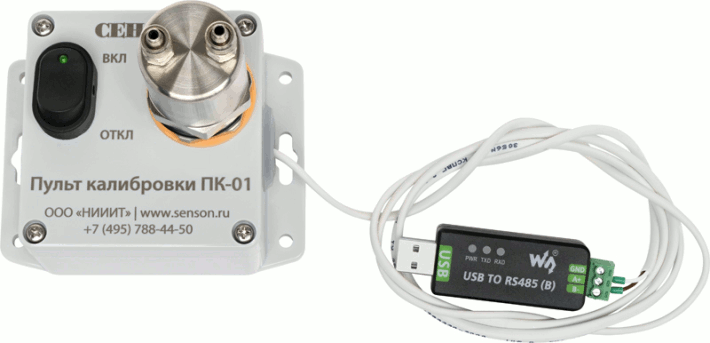 СЕН
ВКЛ
ОТКЛ
Пульт калибровки ПК-01
ООО «НИИИТ» | www.senson.ru
+7 (495) 788-44-50
USB
PWR TXD RXD
USB TO RS485 (B)
GND
A+
B-